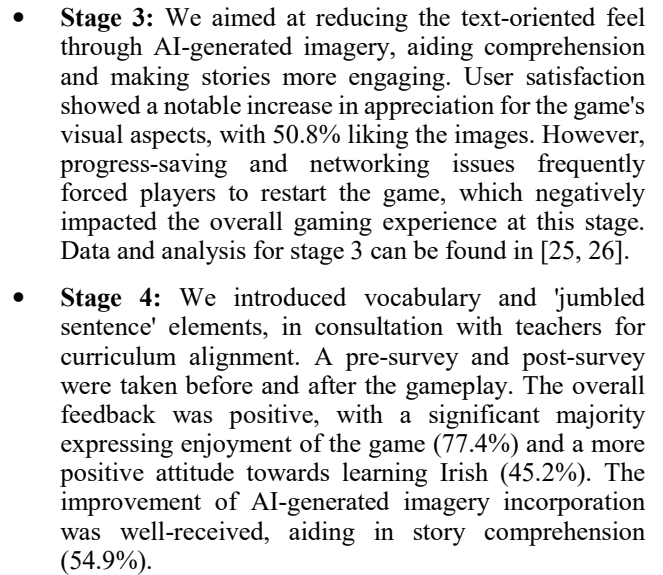 • Stage 3: We aimed at reducing the text-oriented feel
through AI-generated imagery, aiding comprehension
and making stories more engaging. User satisfaction
showed a notable increase in appreciation for the game's
visual aspects, with 50.8% liking the images. However,
progress-saving and networking issues frequently
forced players to restart the game, which negatively
impacted the overall gaming experience at this stage.
Data and analysis for stage 3 can be found in [25, 26].
• Stage 4: We introduced vocabulary and 'jumbled
sentence' elements, in consultation with teachers for
curriculum alignment. A pre-survey and post-survey
were taken before and after the gameplay. The overall
feedback was positive, with a significant majority
expressing enjoyment of the game (77.4%) and a more
positive attitude towards learning Irish (45.2%). The
improvement of AI-generated imagery incorporation
was well-received, aiding in story comprehension
(54.9%).